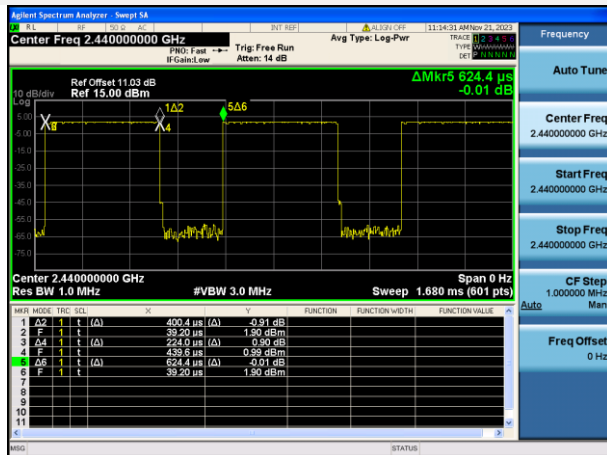 Agilent Spectrum Analyzer - Swept SA
RL RF 50 Ω AC INT REF ALIGN OFF 11:14:31 AM Nov 21, 2023
Center Freq 2.440000000 GHz
PNO: Fast
IFGain:Low
Trig: Free Run
Atten: 14 dB
Avg Type: Log-Pwr
TRACE 1 2 3 4 5 6
TYPE
DET P N N N N N
Ref Offset 11.03 dB
10 dB/div Ref 15.00 dBm
Log
ΔMkr5 624.4 µs
-0.01 dB
1Δ2
5Δ6
5.00
-5.00
-15.0
-25.0
-35.0
-45.0
-55.0
-65.0
-75.0
Center 2.440000000 GHz Span 0 Hz
Res BW 1.0 MHz #VBW 3.0 MHz Sweep 1.680 ms (601 pts)
MKR MODE TRC SCL X Y FUNCTION FUNCTION WIDTH FUNCTION VALUE
1 Δ2 1 t (Δ) 400.4 µs (Δ) -0.91 dB
2 F 1 t 39.20 µs 1.90 dBm
3 Δ4 1 t (Δ) 224.0 µs (Δ) 0.90 dB
4 F 1 t 439.6 µs 0.99 dBm
5 Δ6 1 t (Δ) 624.4 µs (Δ) -0.01 dB
6 F 1 t 39.20 µs 1.90 dBm
7
8
9
10
11
MSG STATUS
Frequency
Auto Tune
Center Freq
2.440000000 GHz
Start Freq
2.440000000 GHz
Stop Freq
2.440000000 GHz
CF Step
1.000000 MHz
Auto Man
Freq Offset
0 Hz